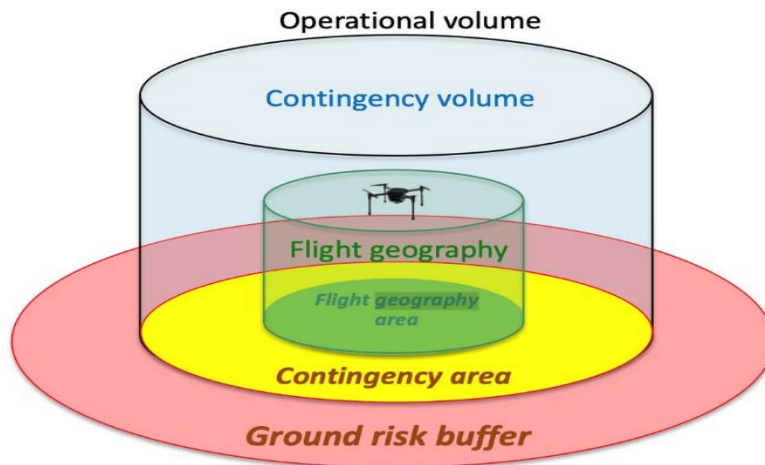 Operational volume
Contingency volume
Flight geography
Flight geography
area
Contingency area
Ground risk buffer